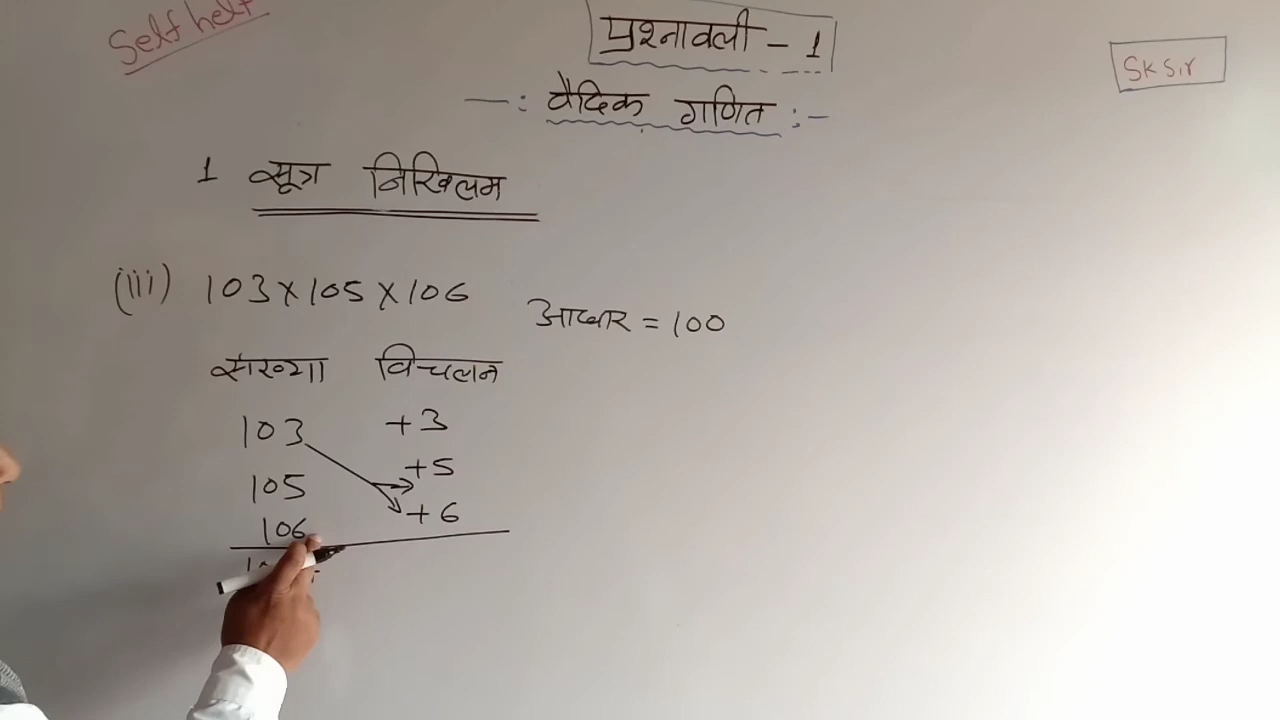 Self help
प्रश्नावली - 1
SK Sir
-: वैदिक गणित :-
1 सूत्र निखिलम
(iii) 103 x 105 x 106
आधार = 100
संख्या विचलन
103 +3
105 +5
106 +6